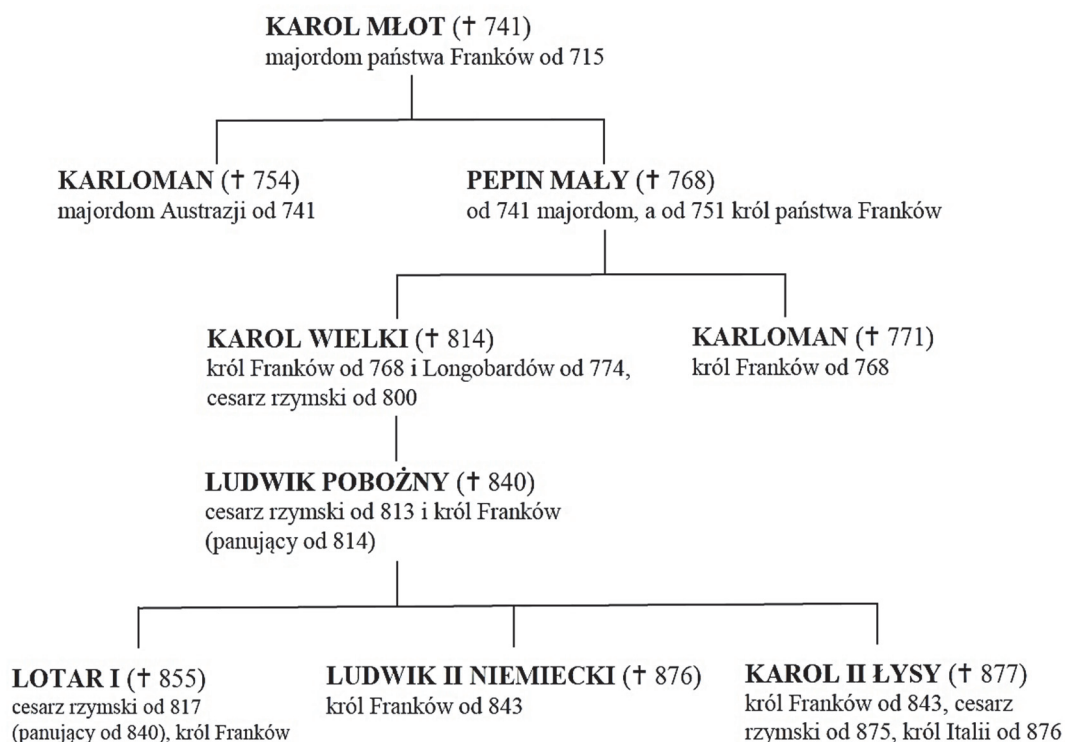 KAROL MŁOT († 741)
majordom państwa Franków od 715
KARLOMAN († 754)
majordom Austrazji od 741
PEPIN MAŁY († 768)
od 741 majordom, a od 751 król państwa Franków
KAROL WIELKI († 814)
król Franków od 768 i Longobardów od 774,
cesarz rzymski od 800
KARLOMAN († 771)
król Franków od 768
LUDWIK POBOŻNY († 840)
cesarz rzymski od 813 i król Franków
(panujący od 814)
LOTAR I († 855)
cesarz rzymski od 817
(panujący od 840), król Franków
LUDWIK II NIEMIECKI († 876)
król Franków od 843
KAROL II ŁYSY († 877)
król Franków od 843, cesarz
rzymski od 875, król Italii od 876